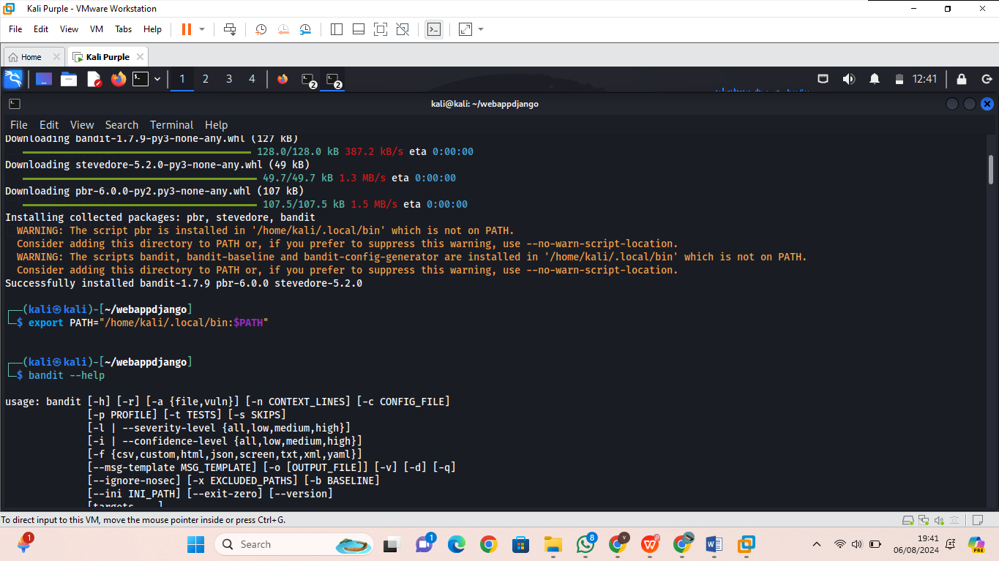 Kali Purple - VMware Workstation
File Edit View VM Tabs Help
Home Kali Purple
1 2 3 4 2 2 12:41
kali@kali: ~/webappdjango
File Edit View Search Terminal Help
Downloading bandit-1.7.9-py3-none-any.whl (127 kB)
128.0/128.0 kB 387.2 kB/s eta 0:00:00
Downloading stevedore-5.2.0-py3-none-any.whl (49 kB)
49.7/49.7 kB 1.3 MB/s eta 0:00:00
Downloading pbr-6.0.0-py2.py3-none-any.whl (107 kB)
107.5/107.5 kB 1.5 MB/s eta 0:00:00
Installing collected packages: pbr, stevedore, bandit
WARNING: The script pbr is installed in '/home/kali/.local/bin' which is not on PATH.
Consider adding this directory to PATH or, if you prefer to suppress this warning, use --no-warn-script-location.
WARNING: The scripts bandit, bandit-baseline and bandit-config-generator are installed in '/home/kali/.local/bin' which is not on PATH.
Consider adding this directory to PATH or, if you prefer to suppress this warning, use --no-warn-script-location.
Successfully installed bandit-1.7.9 pbr-6.0.0 stevedore-5.2.0
┌──(kali㉿kali)-[~/webappdjango]
└─$ export PATH="/home/kali/.local/bin:$PATH"
┌──(kali㉿kali)-[~/webappdjango]
└─$ bandit --help
usage: bandit [-h] [-r] [-a {file,vuln}] [-n CONTEXT_LINES] [-c CONFIG_FILE]
[-p PROFILE] [-t TESTS] [-s SKIPS]
[-l | --severity-level {all,low,medium,high}]
[-i | --confidence-level {all,low,medium,high}]
[-f {csv,custom,html,json,screen,txt,xml,yaml}]
[--msg-template MSG_TEMPLATE] [-o [OUTPUT_FILE]] [-v] [-d] [-q]
[--ignore-nosec] [-x EXCLUDED_PATHS] [-b BASELINE]
[--ini INI_PATH] [--exit-zero] [--version]
[targets ...]
To direct input to this VM, move the mouse pointer inside or press Ctrl+G.
1 Search 1 8 19:41
06/08/2024 PRE